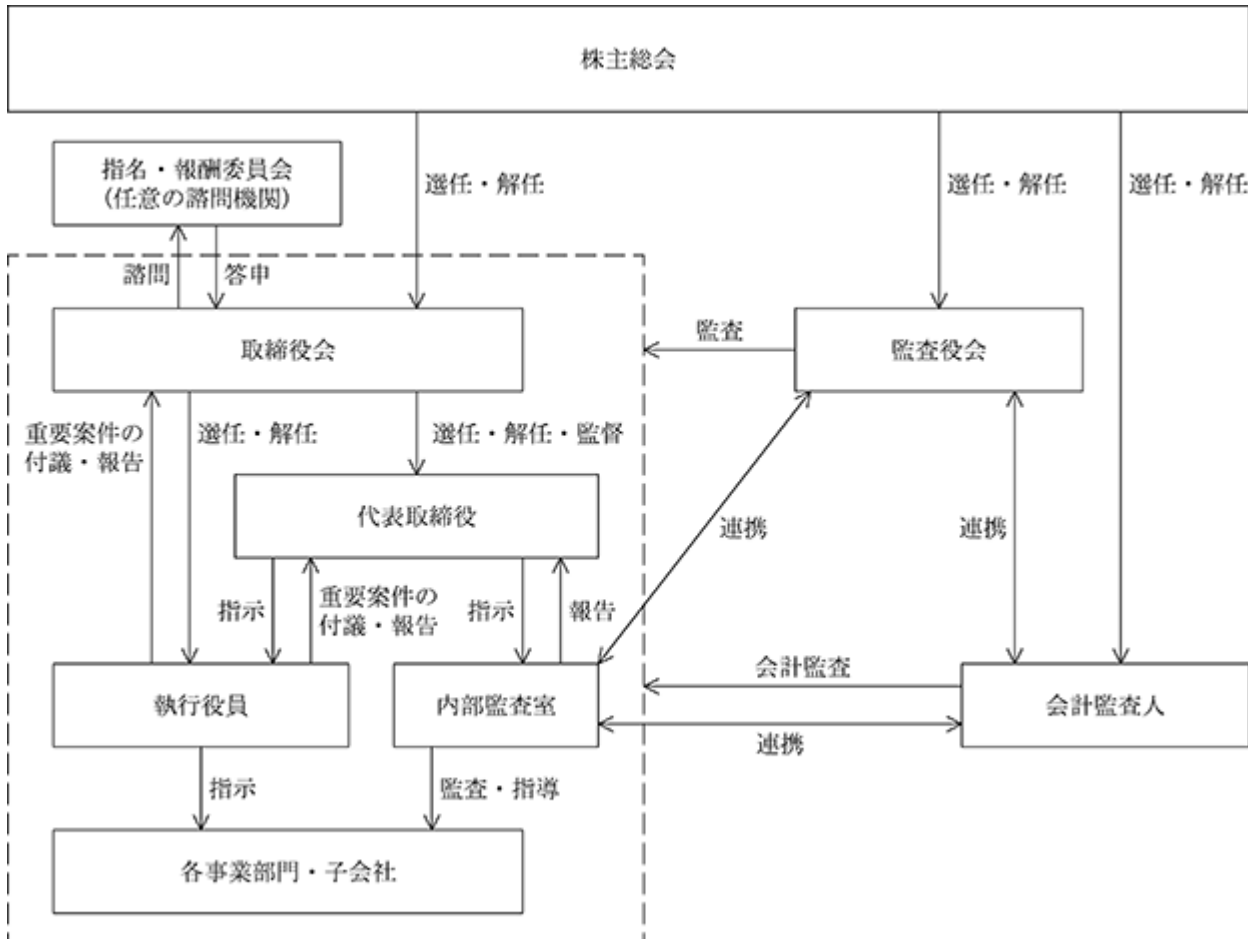 株主総会
指名・報酬委員会
(任意の諮問機関)
選任・解任
選任・解任
選任・解任
諮問
答申
取締役会
監査
監査役会
重要案件の
付議・報告
選任・解任
選任・解任・監督
代表取締役
連携
連携
指示
重要案件の
付議・報告
指示
報告
執行役員
内部監査室
会計監査
会計監査人
連携
指示
監査・指導
各事業部門・子会社